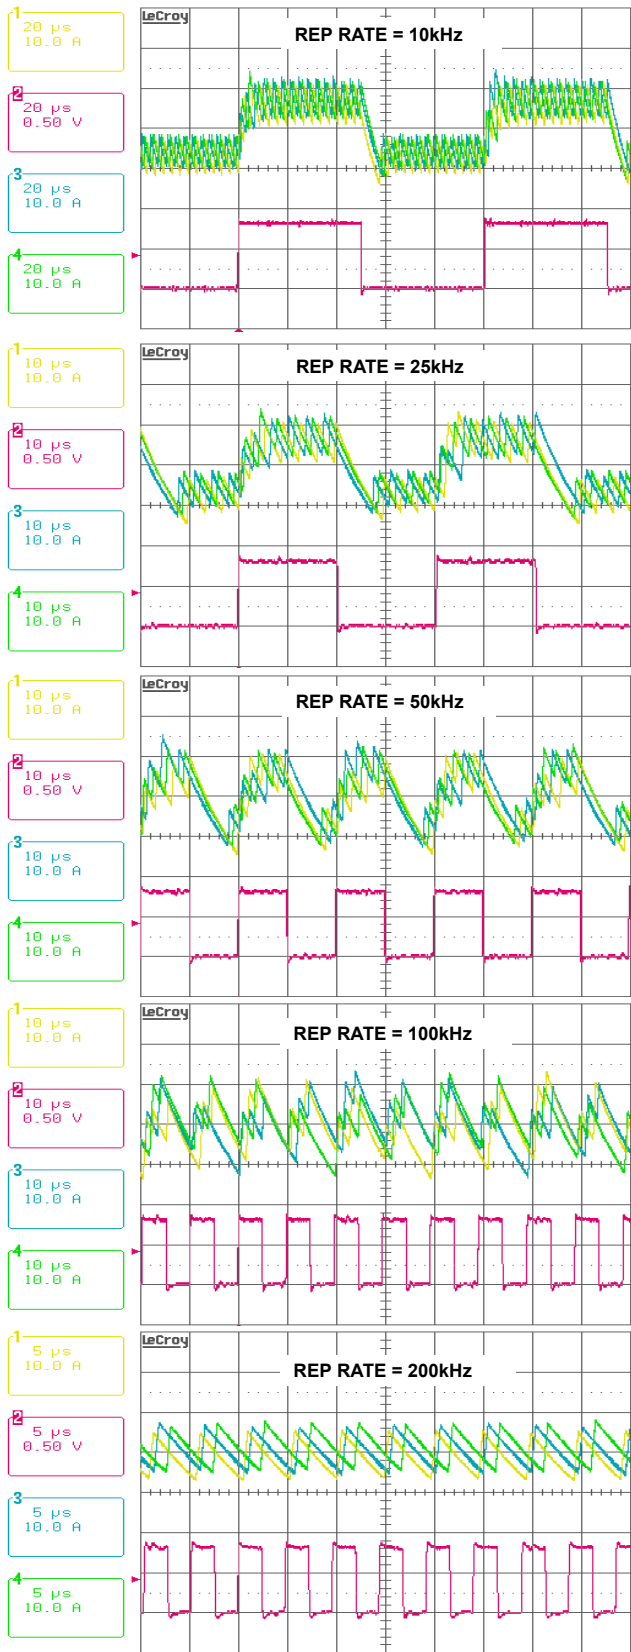 LeCroy
REP RATE = 10kHz
1
20 µs
10.0 A
2
20 µs
0.50 V
3
20 µs
10.0 A
4
20 µs
10.0 A
LeCroy
REP RATE = 25kHz
1
10 µs
10.0 A
2
10 µs
0.50 V
3
10 µs
10.0 A
4
10 µs
10.0 A
LeCroy
REP RATE = 50kHz
1
10 µs
10.0 A
2
10 µs
0.50 V
3
10 µs
10.0 A
4
10 µs
10.0 A
LeCroy
REP RATE = 100kHz
1
10 µs
10.0 A
2
10 µs
0.50 V
3
10 µs
10.0 A
4
10 µs
10.0 A
LeCroy
REP RATE = 200kHz
1
5 µs
10.0 A
2
5 µs
0.50 V
3
5 µs
10.0 A
4
5 µs
10.0 A